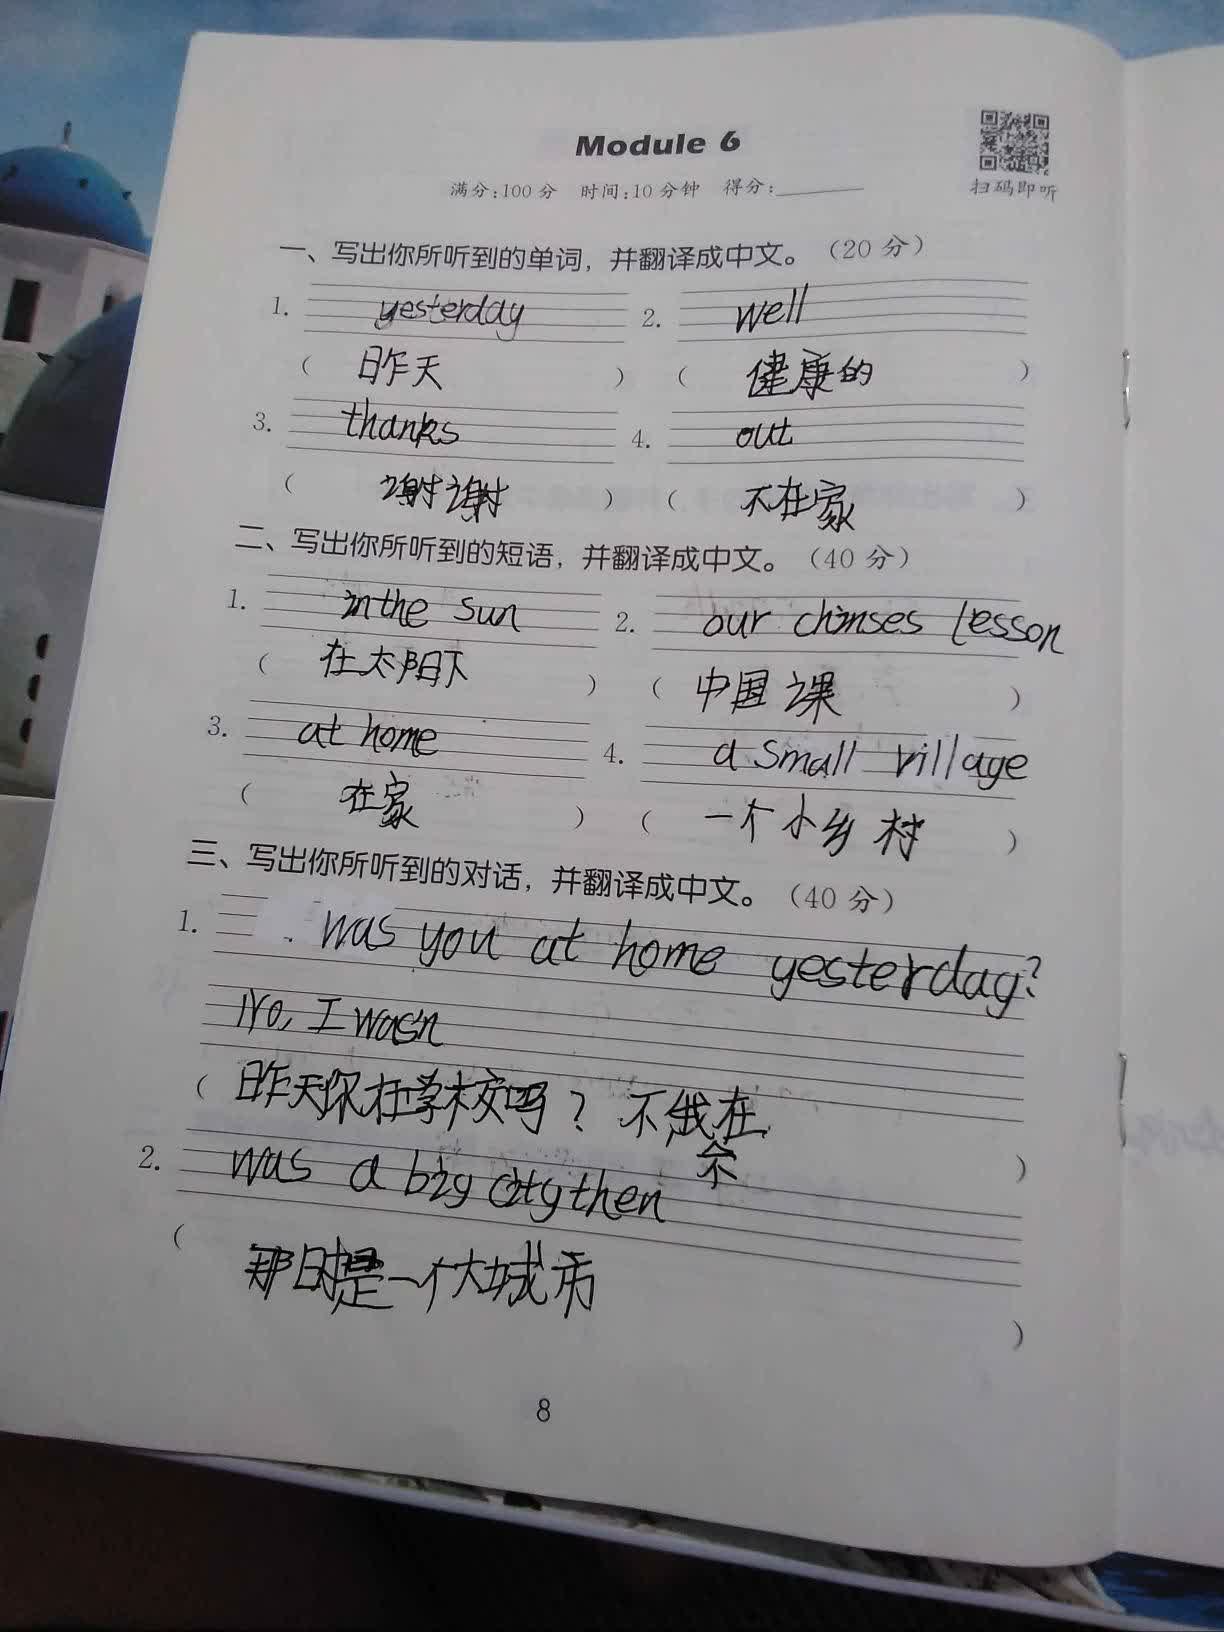 Module 6
扫码即听
满分:100分 时间:10分钟 得分:
一、写出你所听到的单词，并翻译成中文。（20分）
1. yesterday 2. well
（ 昨天 ）（ 健康的 ）
3. thanks 4. out
（ 谢谢 ）（ 不在家 ）
二、写出你所听到的短语，并翻译成中文。（40分）
1. in the sun 2. our chinses lesson
（ 在太阳下 ）（ 中国课 ）
3. at home 4. a small village
（ 在家 ）（ 一个小乡村 ）
三、写出你所听到的对话，并翻译成中文。（40分）
1. was you at home yesterday?
No, I wasn
（ 昨天你在学校吗？不我在
）
2. was a big city then
（
那时是一个大城市
）
8